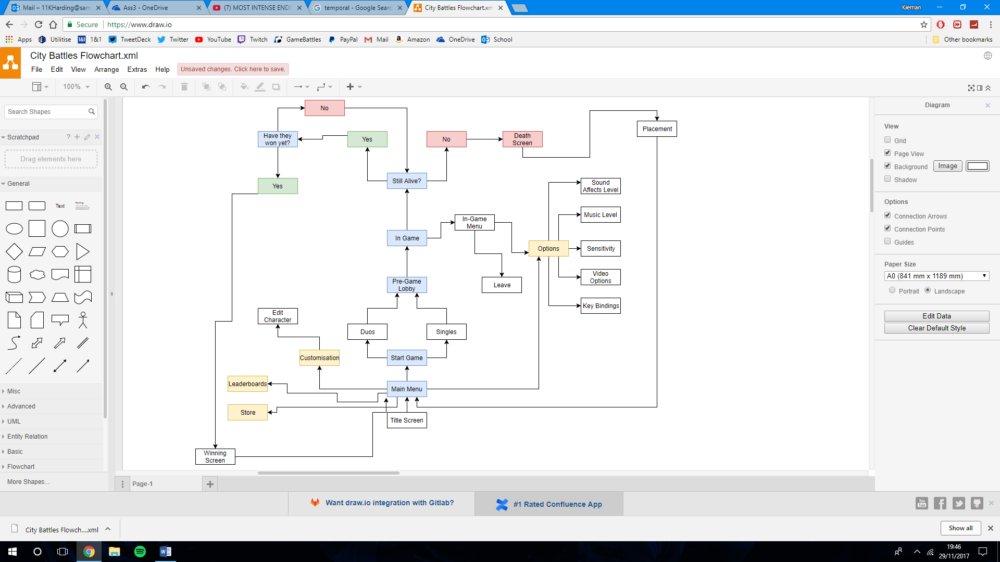 Mail – 11KHarding@sam
Ass3 - OneDrive
(7) MOST INTENSE ENDI
temporal - Google Searc
City Battles Flowchart.xm
Kiernan
Secure
https://www.draw.io
Apps
Utilitise
1&1
1&1
TweetDeck
Twitter
YouTube
Twitch
GameBattles
PayPal
Mail
Amazon
OneDrive
School
Other bookmarks
City Battles Flowchart.xml
File
Edit
View
Arrange
Extras
Help
Unsaved changes. Click here to save.
100%
Search Shapes
Scratchpad
?
Drag elements here
General
Text
Heading
Misc
Advanced
UML
Entity Relation
Basic
Flowchart
More Shapes...
No
Have they
won yet?
Yes
No
Death
Screen
Placement
Yes
Still Alive?
Sound
Affects Level
Music Level
In-Game
Menu
In Game
Options
Sensitivity
Video
Options
Pre-Game
Lobby
Leave
Key Bindings
Edit
Character
Duos
Singles
Customisation
Start Game
Leaderboards
Main Menu
Store
Title Screen
Winning
Screen
Diagram
View
Grid
Page View
Background
Image
Shadow
Options
Connection Arrows
Connection Points
Guides
Paper Size
A0 (841 mm x 1189 mm)
Portrait
Landscape
Edit Data
Clear Default Style
Page-1
Want draw.io integration with Gitlab?
#1 Rated Confluence App
You
Tube
City Battles Flowch....xml
Show all
19:46
29/11/2017